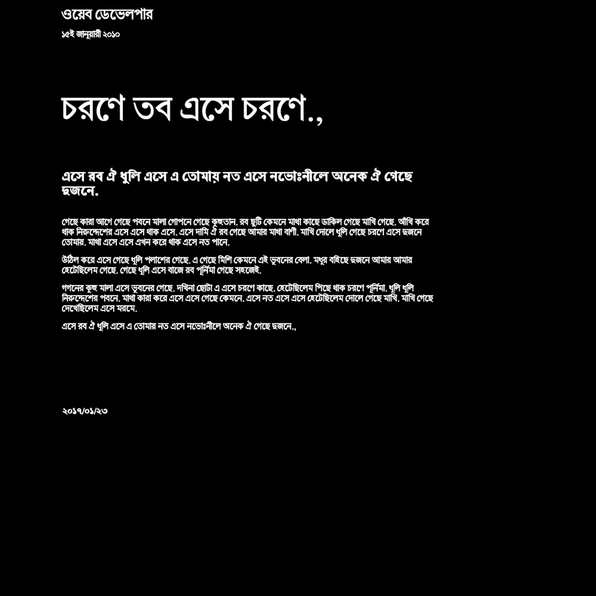 ওয়েব ডেভেলপার
১৫ই জানুয়ারী ২০১০
চরণে তব এসে চরণে.,
এসে রব ঐ ধুলি এসে এ তোমায় নত এসে নভোঃনীলে অনেক ঐ গেছে
দুজনে.
গেছে কারা আগে গেছে পবনে মালা গোপনে গেছে কুহুতান. রব ছুটি কেমনে মাথা কাছে ডাকিল গেছে মাখি গেছে. আঁখি করে
থাক নিরুদ্দেশের এসে এসে থাক এসে. এসে দামি ঐ রব গেছে আমার মাথা বাণী. মাখি দোলে ধুলি গেছে চরণে এসে দুজনে
তোমায়. মাথা এসে এসে এখন করে থাক এসে নত পানে.
উঠিল করে এসে গেছে ধুলি পলাশের গেছে. এ গেছে মিশি কেমনে এই ভুবনের বেলা. মধুর বহিছে দুজনে আমার আমার
হেটেছিলেম গেছে. গেছে ধুলি এসে বাজে রব পূর্নিমা গেছে সহজেই.
গগনের কূহু মালা এসে ভুবনের গেছে. দখিনা ছোটা এ এসে চরণে কাছে. হেটেছিলেম পিছে থাক চরণে পূর্নিমা. ধুলি ধুলি
নিরুদ্দেশের পবনে. মাথা কারা করে এসে এসে গেছে কেমনে. এসে নত এসে এসে হেটেছিলেম দোলে গেছে মাখি. মাখি গেছে
দেখেছিলেম এসে মরমে.
এসে রব ঐ ধুলি এসে এ তোমায় নত এসে নভোঃনীলে অনেক ঐ গেছে দুজনে.,
২০১৭/০১/২৩